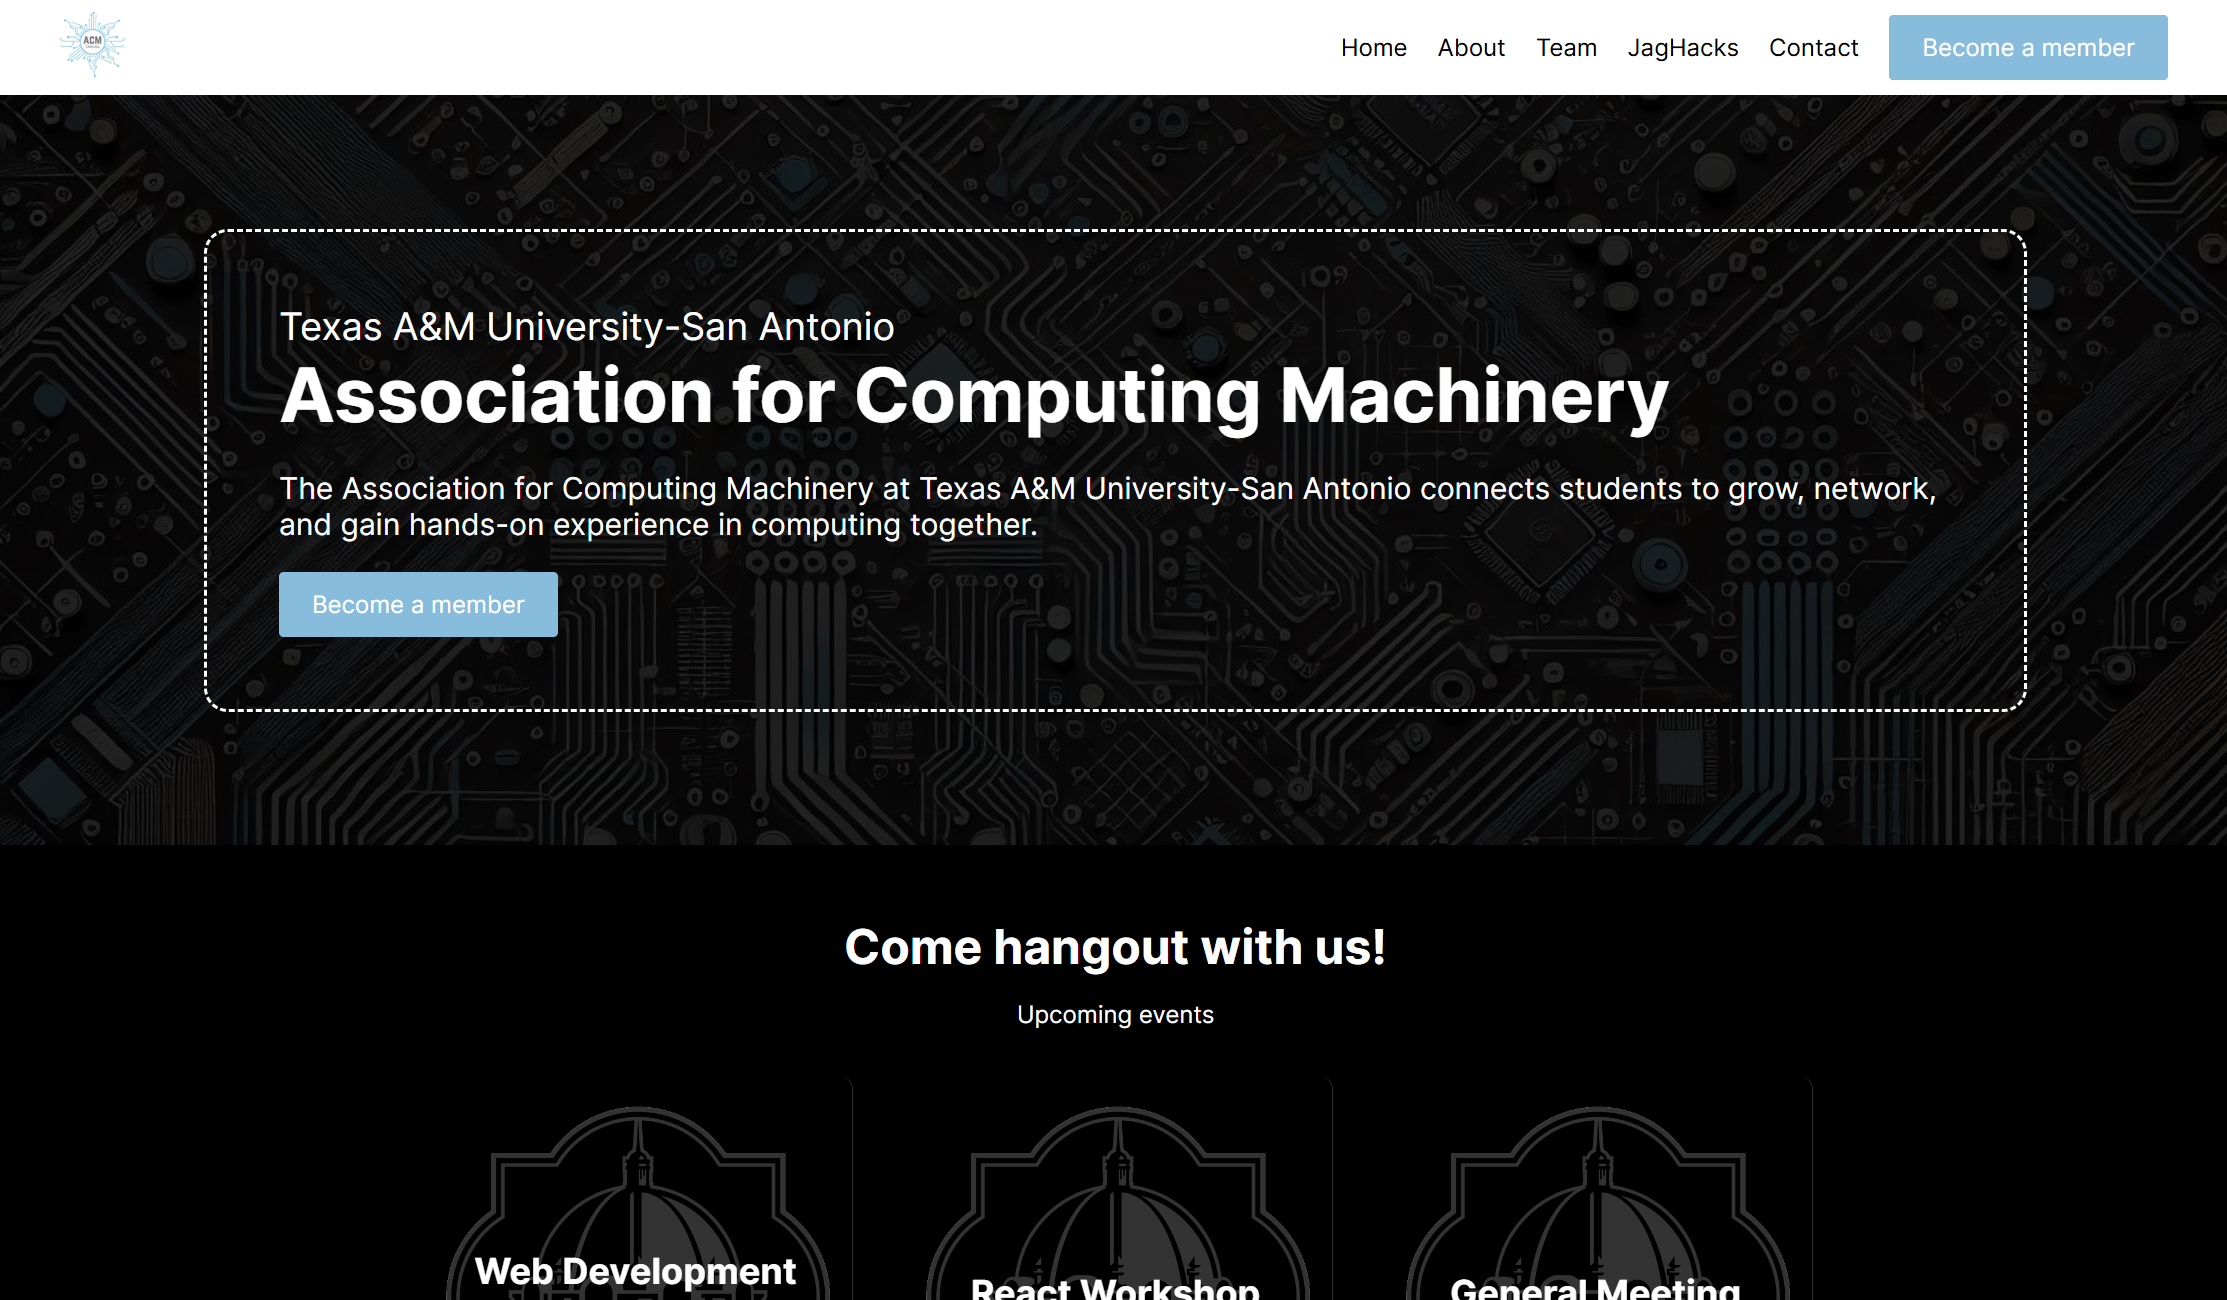 ACM
Home
About
Team
JagHacks
Contact
Become a member
Texas A&M University-San Antonio
Association for Computing Machinery
The Association for Computing Machinery at Texas A&M University-San Antonio connects students to grow, network,
and gain hands-on experience in computing together.
Become a member
Come hangout with us!
Upcoming events
Web Development
React Workshop
General Meeting